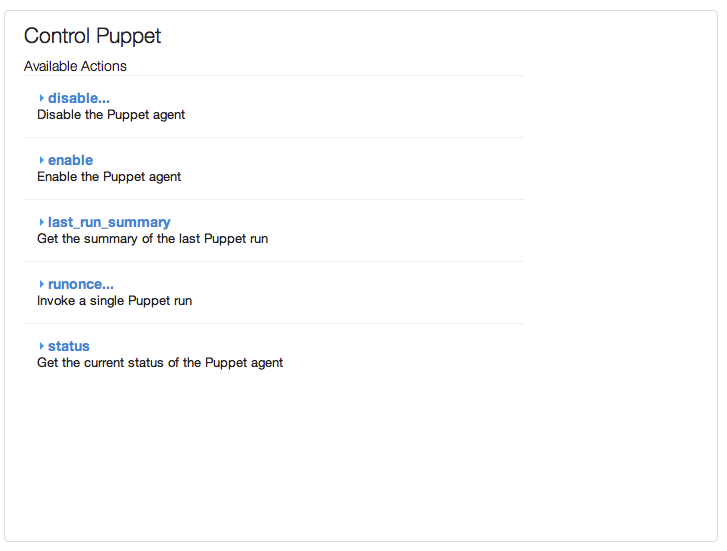 Control Puppet
Available Actions
disable...
Disable the Puppet agent
enable
Enable the Puppet agent
last_run_summary
Get the summary of the last Puppet run
runonce...
Invoke a single Puppet run
status
Get the current status of the Puppet agent